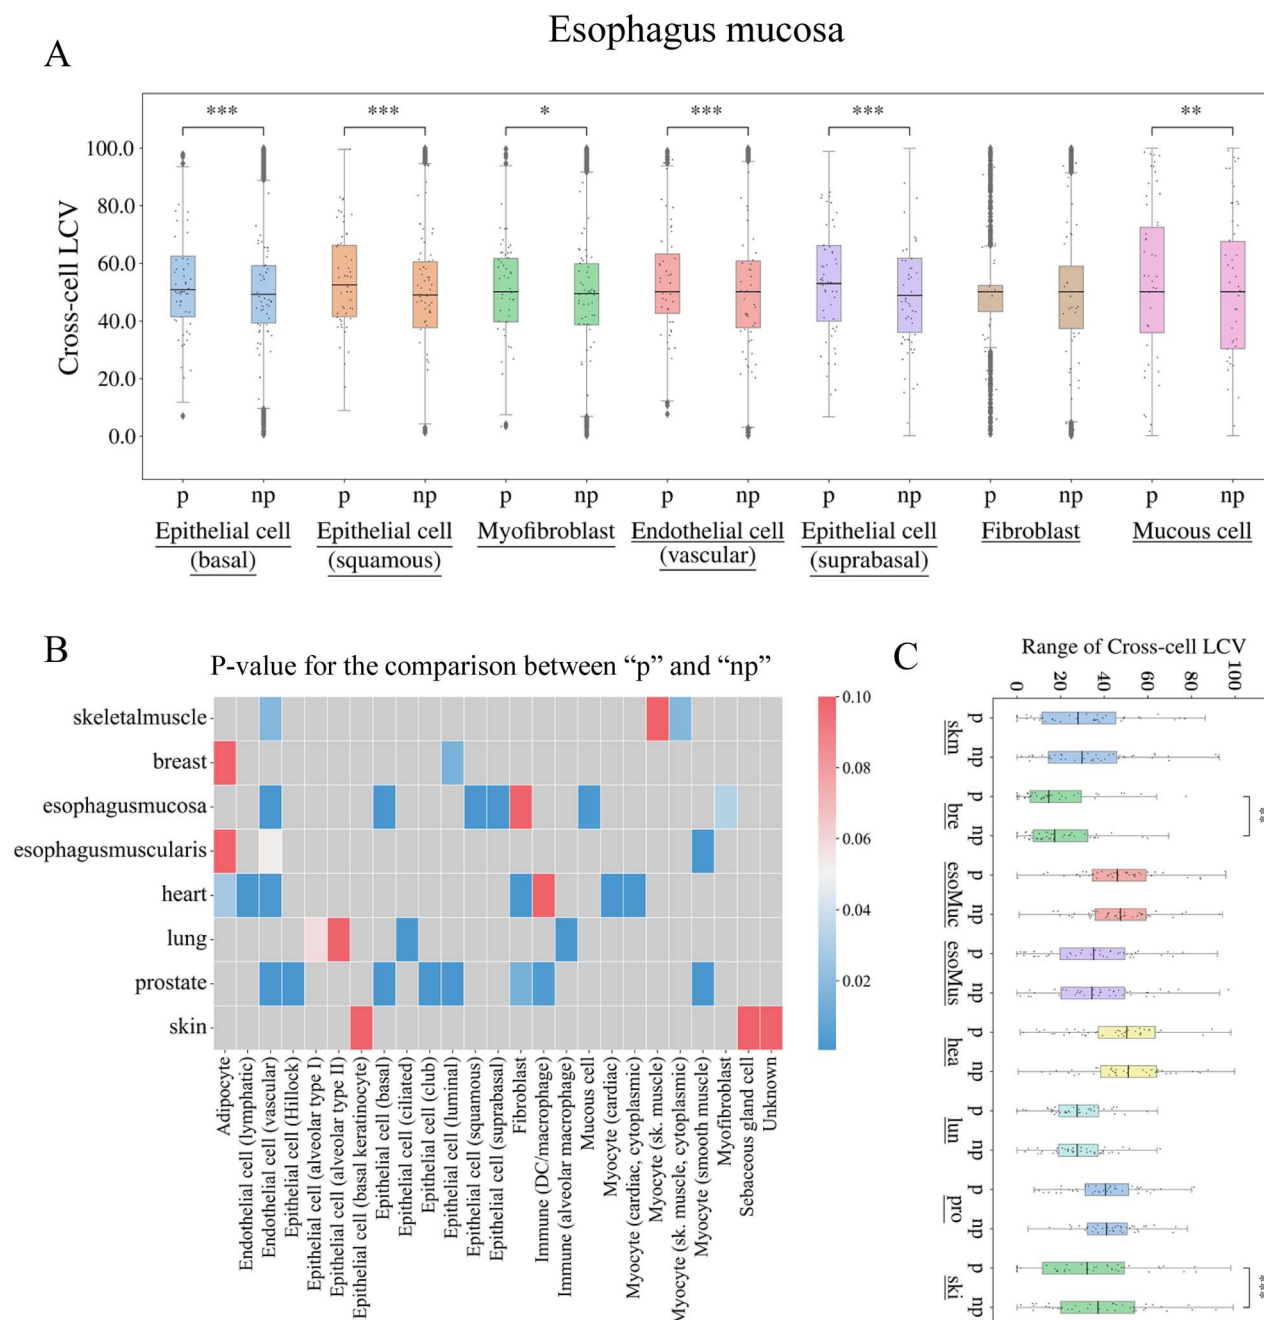 Esophagus mucosa
A
*** *** * *** *** **
Cross-cell LCV
100.0
80.0
60.0
40.0
20.0
0.0
p np p np p np p np p np p np p np
Epithelial cell (basal)
Epithelial cell (squamous)
Myofibroblast
Endothelial cell (vascular)
Epithelial cell (suprabasal)
Fibroblast
Mucous cell
B
P-value for the comparison between “p” and “np”
skeletalmuscle
breast
esophagusmucosa
esophagusmuscularis
heart
lung
prostate
skin
0.10
0.08
0.06
0.04
0.02
Adipocyte
Endothelial cell (lymphatic)
Endothelial cell (vascular)
Epithelial cell (Hillock)
Epithelial cell (alveolar type I)
Epithelial cell (alveolar type II)
Epithelial cell (basal keratinocyte)
Epithelial cell (basal)
Epithelial cell (ciliated)
Epithelial cell (club)
Epithelial cell (luminal)
Epithelial cell (squamous)
Epithelial cell (suprabasal)
Fibroblast
Immune (DC/macrophage)
Immune (alveolar macrophage)
Mucous cell
Myocyte (cardiac)
Myocyte (cardiac, cytoplasmic)
Myocyte (sk. muscle)
Myocyte (sk. muscle, cytoplasmic)
Myocyte (smooth muscle)
Myofibroblast
Sebaceous gland cell
Unknown
C
Range of Cross-cell LCV
0 20 40 60 80 100
p
skm
np
p
bre
np
**
p
esoMuc
np
p
esoMus
np
p
hea
np
p
lun
np
p
pro
np
p
ski
np
***